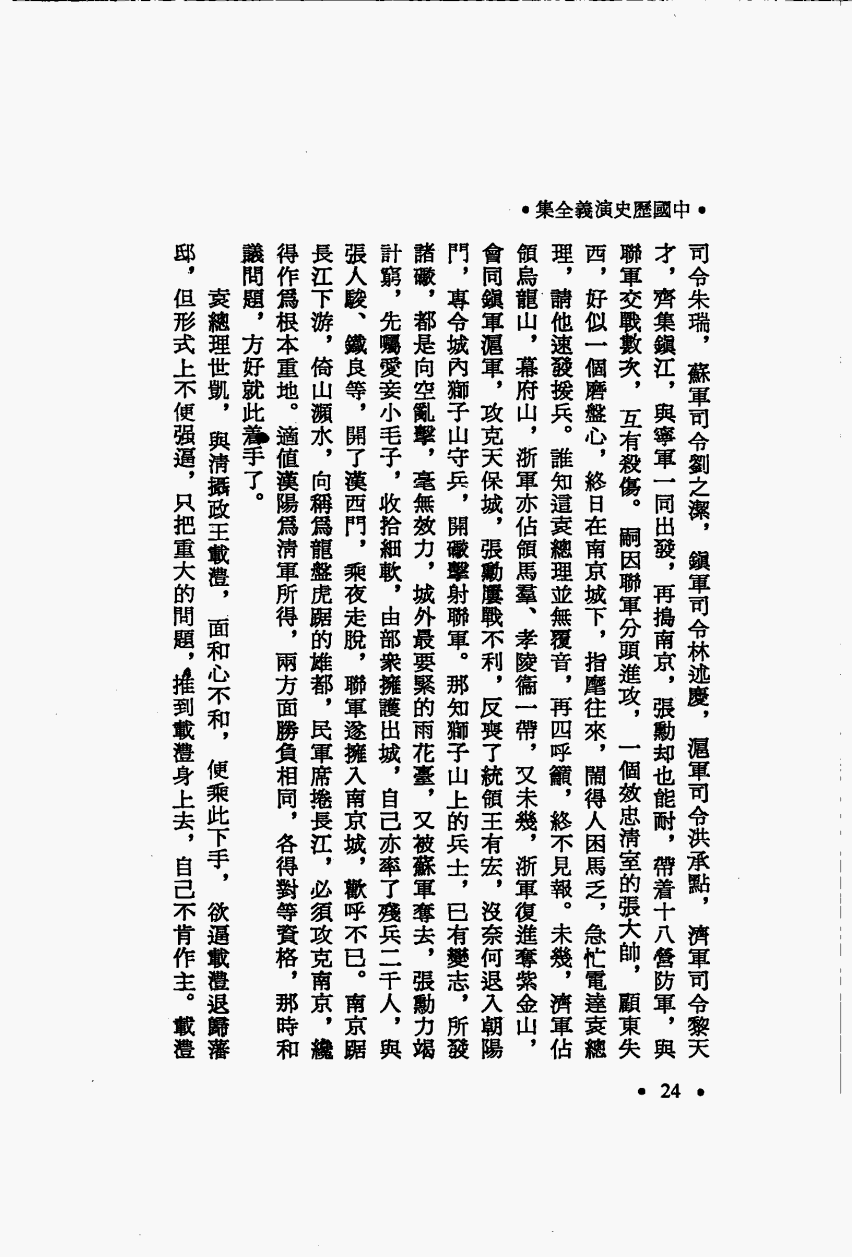 •中國歷史演義全集•
司令朱瑞，蘇軍司令劉之潔，鎮軍司令林述慶，滬軍司令洪承點，濟軍司令黎天
才，齊集鎮江，與寧軍一同出發，再搗南京，張勳却也能耐，帶着十八營防軍，與
聯軍交戰數次，互有殺傷。嗣因聯軍分頭進攻，一個效忠清室的張大帥，顧東失
西，好似一個磨盤心，終日在南京城下，指麾往來，鬧得人困馬乏，急忙電達袁總
理，請他速發援兵。誰知這袁總理並無覆音，再四呼籲，終不見報。未幾，濟軍佔
領烏龍山，幕府山，浙軍亦佔領馬羣、孝陵衞一帶，又未幾，浙軍復進奪紫金山，
會同鎮軍滬軍，攻克天保城，張勳屢戰不利，反喪了統領王有宏，沒奈何退入朝陽
門，專令城內獅子山守兵，開礮擊射聯軍。那知獅子山上的兵士，已有變志，所發
諸礮，都是向空亂擊，毫無效力，城外最要緊的雨花臺，又被蘇軍奪去，張勳力竭
計窮，先囑愛妾小毛子，收拾細軟，由部衆擁護出城，自己亦率了殘兵二千人，與
張人駿、鐵良等，開了漢西門，乘夜走脫，聯軍遂擁入南京城，歡呼不已。南京踞
長江下游，倚山瀕水，向稱爲龍盤虎踞的雄都，民軍席捲長江，必須攻克南京，纔
得作爲根本重地。適值漢陽爲清軍所得，兩方面勝負相同，各得對等資格，那時和
議問題，方好就此着手了。
袁總理世凱，與清攝政王載灃，面和心不和，便乘此下手，欲逼載灃退歸藩
邸，但形式上不便强逼，只把重大的問題，推到載灃身上去，自己不肯作主。載灃
• 24 •